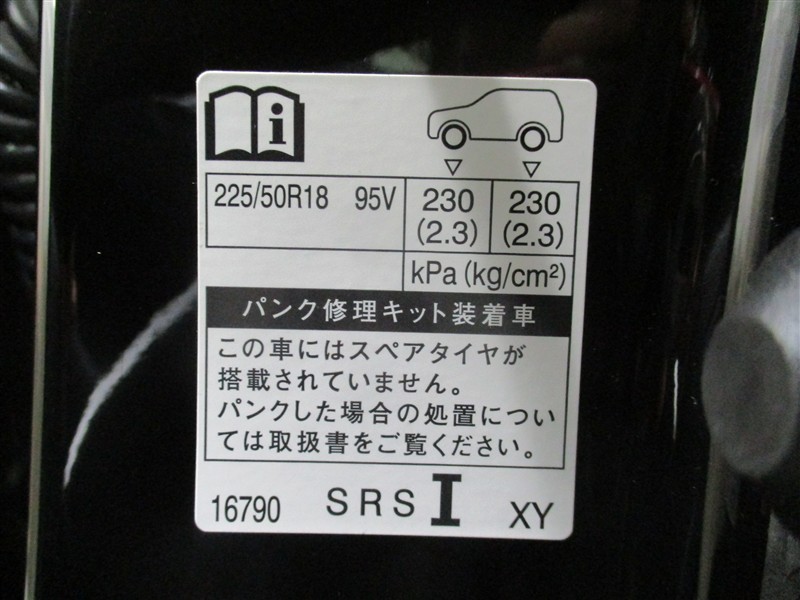 i
225/50R18 95V 230 230
(2.3) (2.3)
kPa (kg/cm²)
パンク修理キット装着車
この車にはスペアタイヤが
搭載されていません。
パンクした場合の処置につい
ては取扱書をご覧ください。
16790 SRS I XY